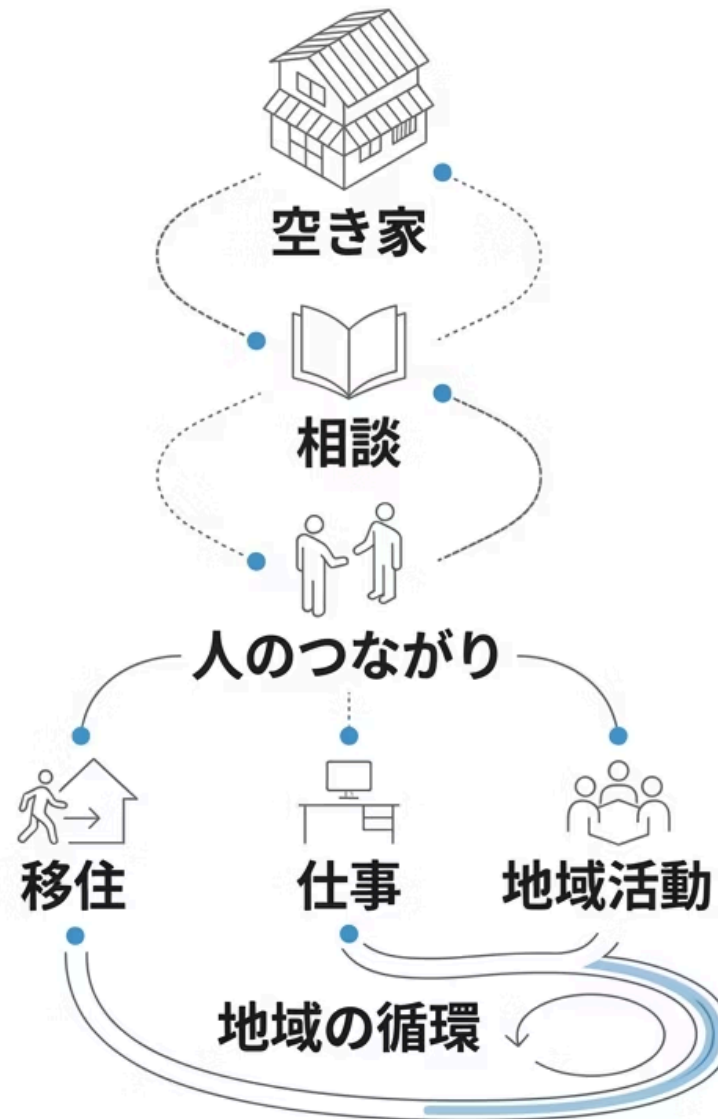 空き家
相談
人のつながり
移住
仕事
地域活動
地域の循環